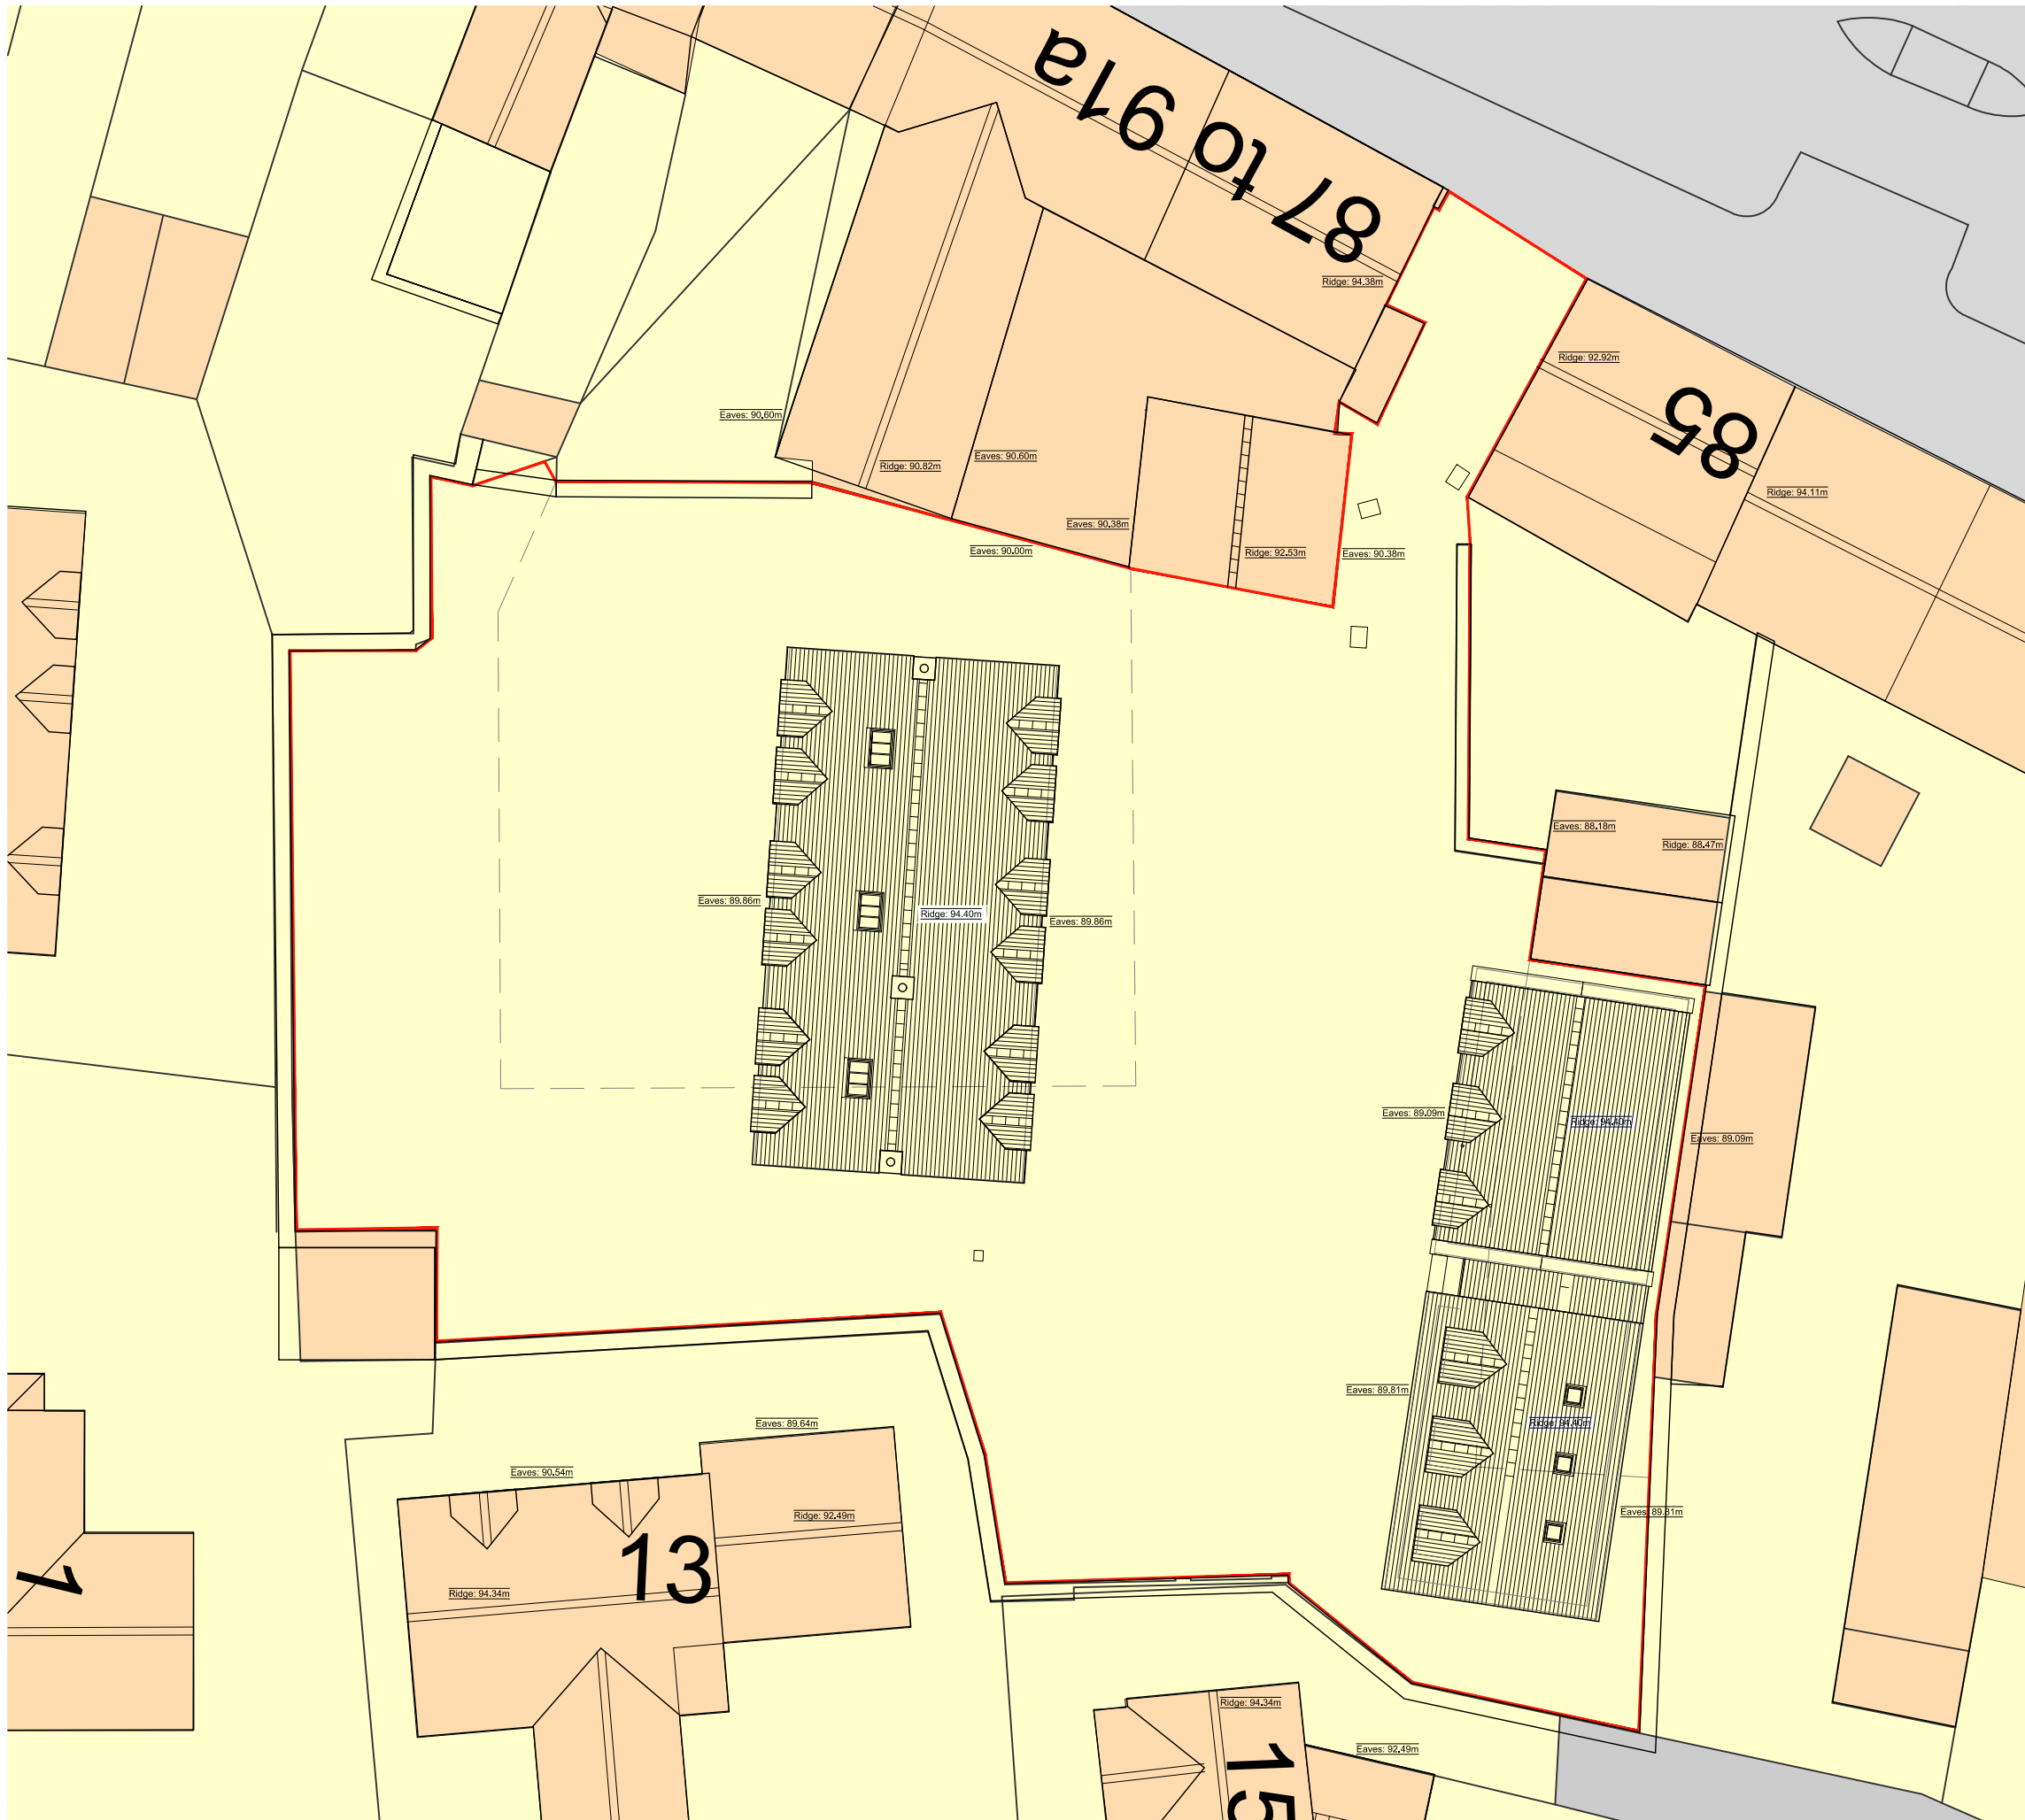 87 to 91a
Ridge: 94.38m
Ridge: 92.92m
85
Eaves: 90.60m
Ridge: 90.82m
Eaves: 90.60m
Ridge: 94.11m
Eaves: 90.38m
Eaves: 90.00m
Ridge: 92.53m
Eaves: 90.38m
Eaves: 88.18m
Ridge: 88.47m
Eaves: 89.86m
Ridge: 94.40m
Eaves: 89.86m
Eaves: 89.09m
Ridge: 94.40m
Eaves: 89.09m
Eaves: 89.81m
Ridge: 94.40m
Eaves: 89.64m
Eaves: 90.54m
Ridge: 92.49m
Eaves: 89.81m
13
1
Ridge: 94.34m
Ridge: 94.34m
15
Eaves: 92.49m